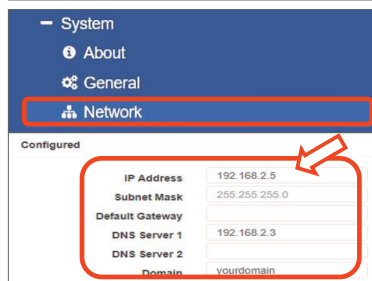 − System
About
General
Network
Configured
IP Address 192.168.2.5
Subnet Mask 255.255.255.0
Default Gateway
DNS Server 1 192.168.2.3
DNS Server 2
Domain yourdomain